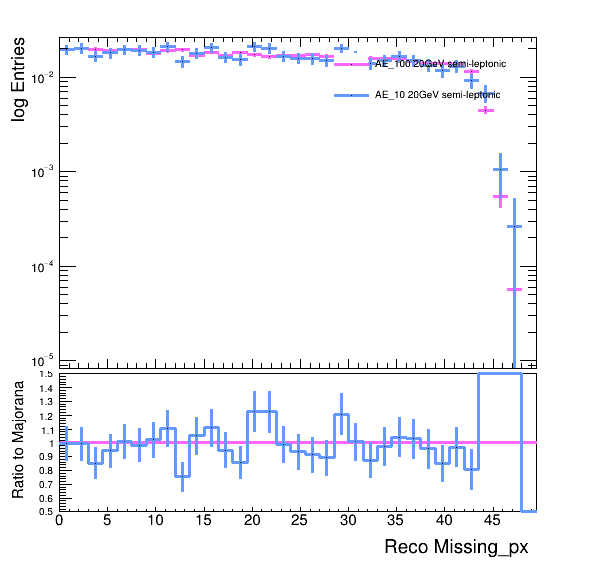 log Entries
10⁻²
10⁻³
10⁻⁴
10⁻⁵
AE_100 20GeV semi-leptonic
AE_10 20GeV semi-leptonic
Ratio to Majorana
1.5
1.4
1.3
1.2
1.1
1
0.9
0.8
0.7
0.6
0.5
0 5 10 15 20 25 30 35 40 45
Reco Missing_px